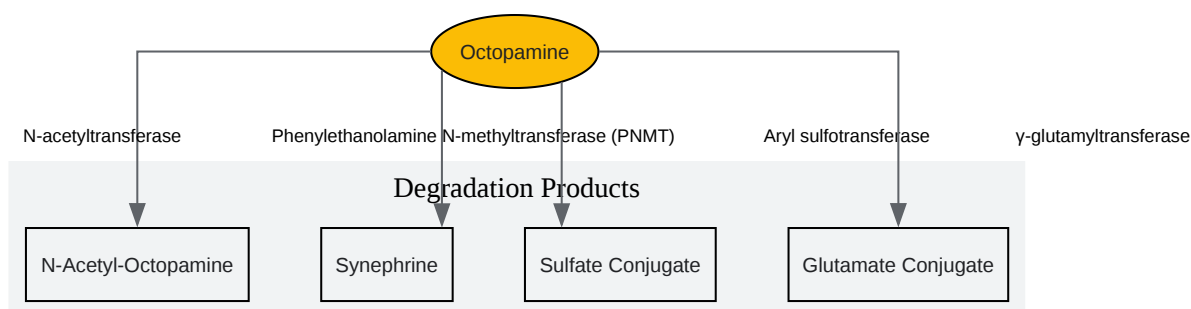 Octopamine
N-acetyltransferase
Phenylethanolamine N-methyltransferase (PNMT)
Aryl sulfotransferase
γ-glutamyltransferase
Degradation Products
N-Acetyl-Octopamine
Synephrine
Sulfate Conjugate
Glutamate Conjugate